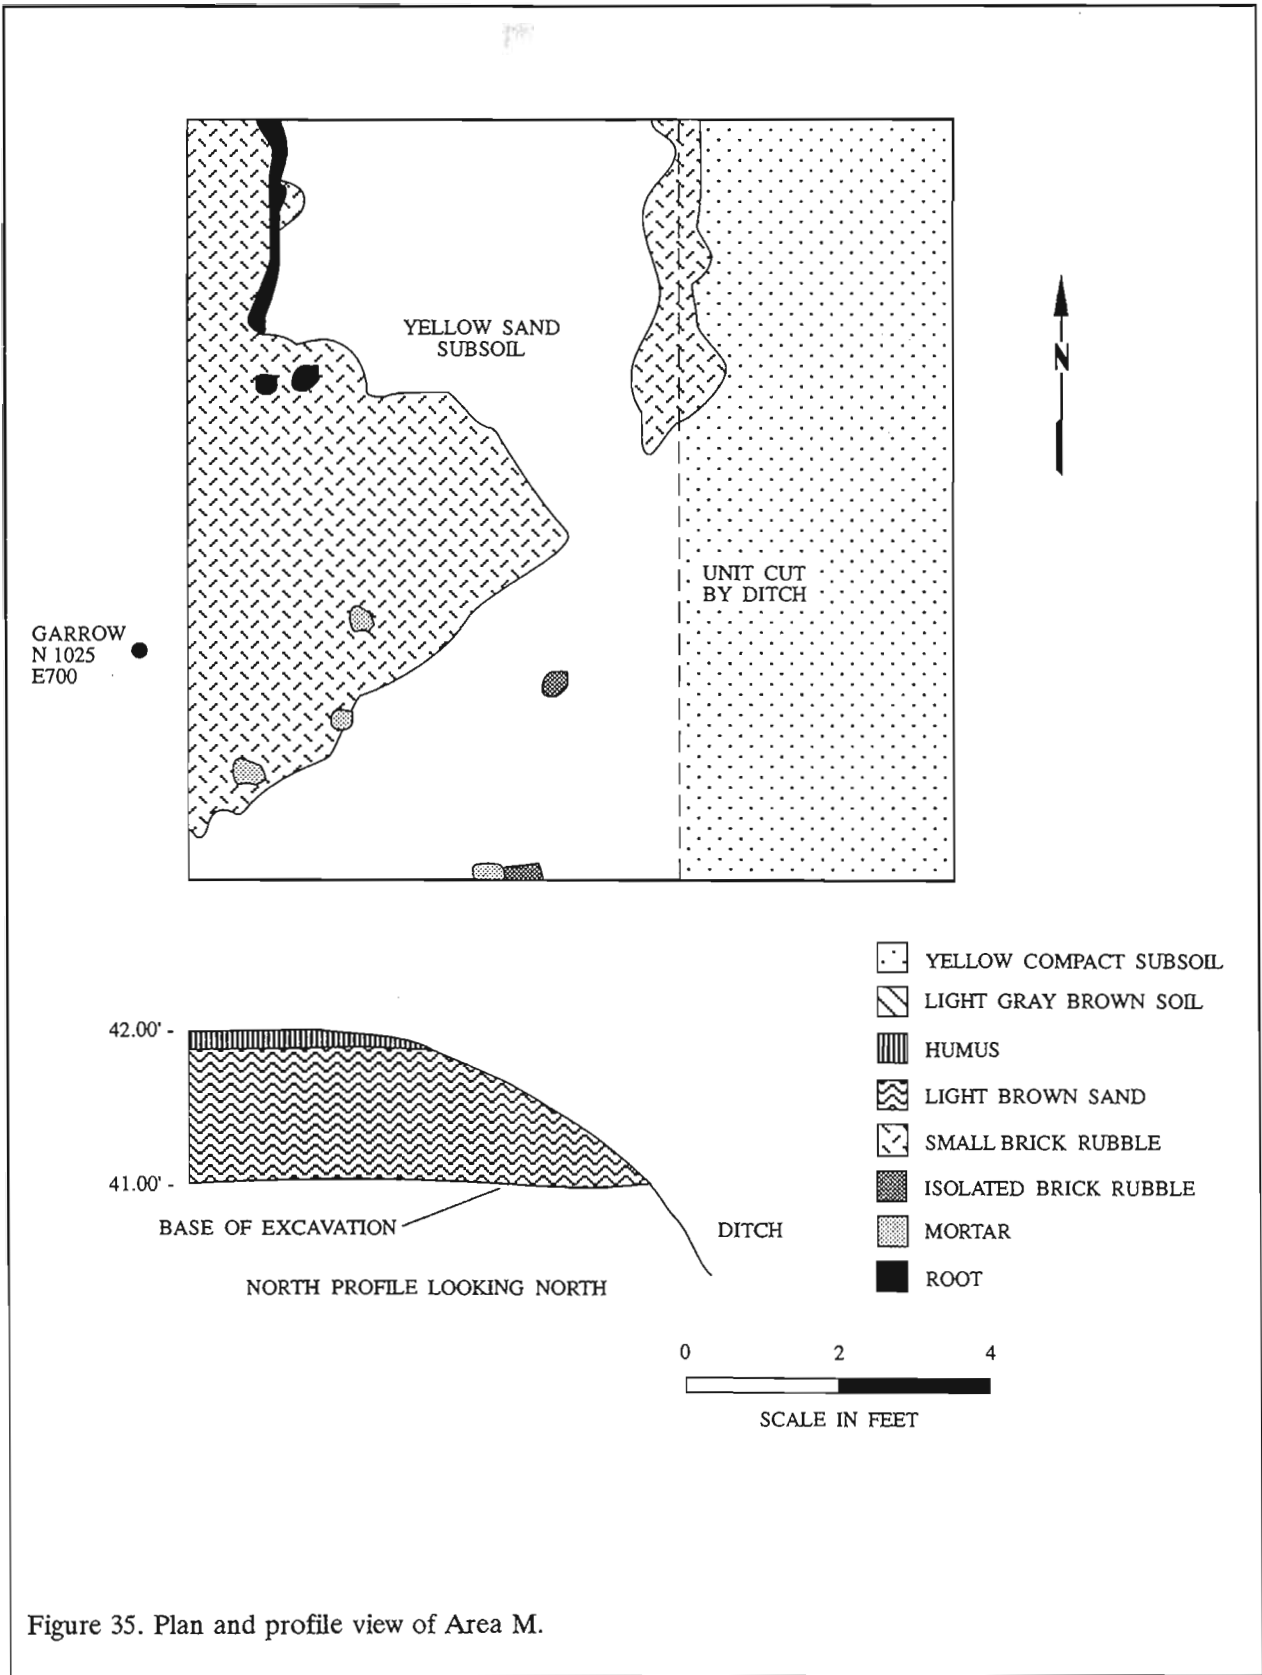 YELLOW SAND
SUBSOIL
N
UNIT CUT
BY DITCH
GARROW
N 1025
E700
YELLOW COMPACT SUBSOIL
LIGHT GRAY BROWN SOIL
HUMUS
LIGHT BROWN SAND
SMALL BRICK RUBBLE
ISOLATED BRICK RUBBLE
MORTAR
ROOT
42.00' -
41.00' -
BASE OF EXCAVATION
DITCH
NORTH PROFILE LOOKING NORTH
0 2 4
SCALE IN FEET
Figure 35. Plan and profile view of Area M.